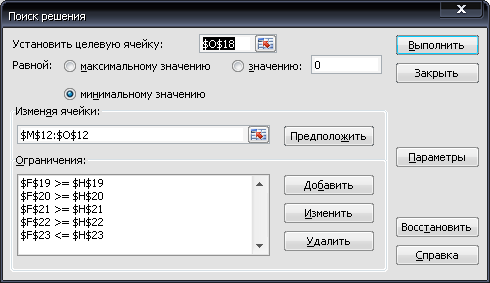 Поиск решения
Установить целевую ячейку: $O$18 Выполнить
Равной: максимальному значению значению: 0 Закрыть
минимальному значению
Изменяя ячейки:
$M$12:$O$12 Предположить
Ограничения: Параметры
$F$19 >= $H$19 Добавить
$F$20 >= $H$20
$F$21 >= $H$21 Изменить
$F$22 >= $H$22 Восстановить
$F$23 <= $H$23 Удалить
Справка